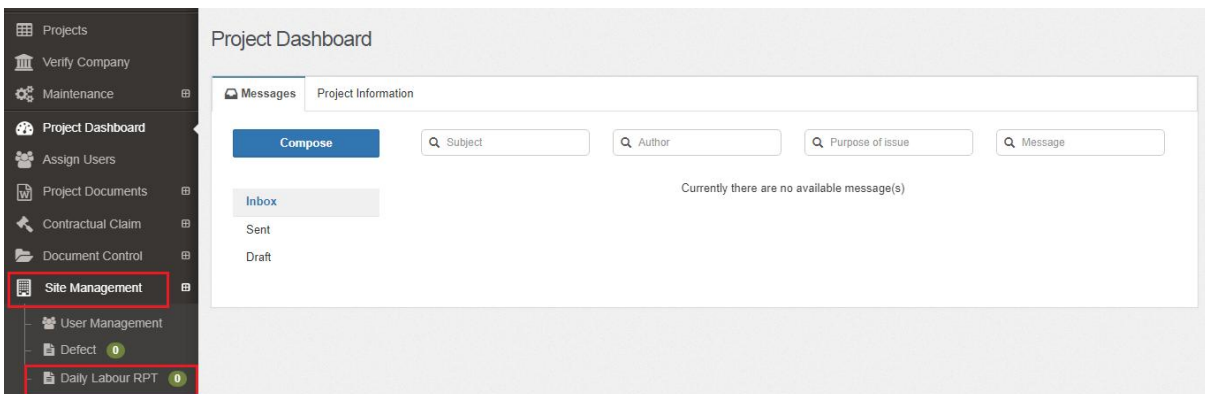 Projects
Verify Company
Maintenance
Project Dashboard
Assign Users
Project Documents
Contractual Claim
Document Control
Site Management
User Management
Defect 0
Daily Labour RPT 0
Project Dashboard
Messages Project Information
Compose Subject Author Purpose of issue Message
Currently there are no available message(s)
Inbox
Sent
Draft